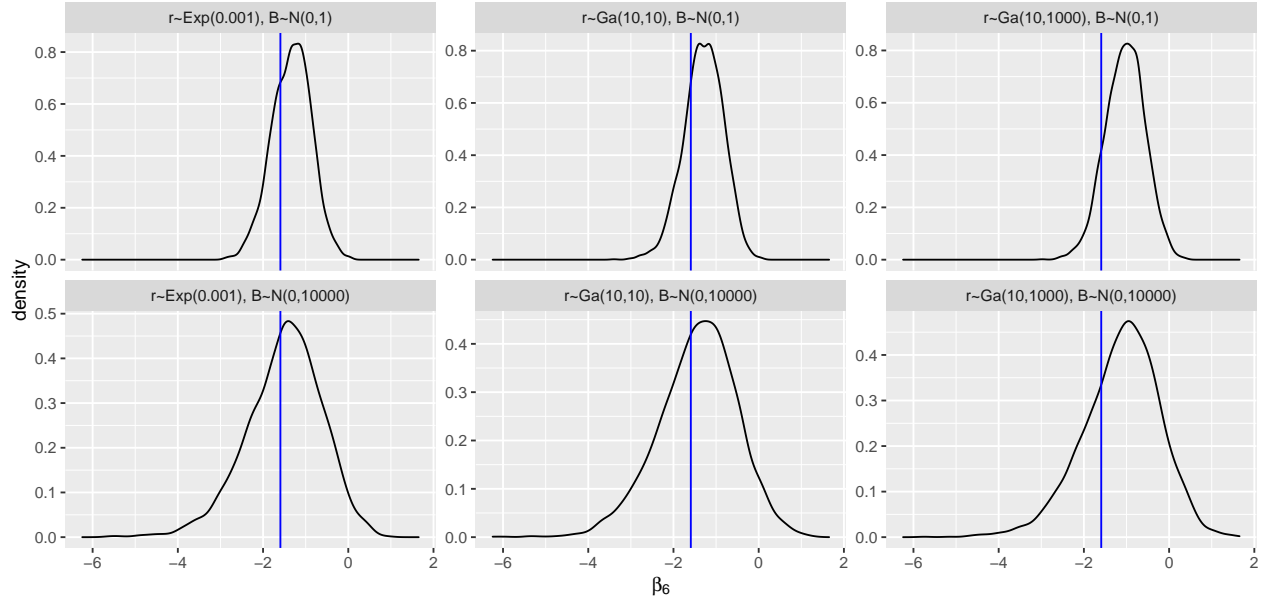 r~Exp(0.001), B~N(0,1)
r~Ga(10,10), B~N(0,1)
r~Ga(10,1000), B~N(0,1)
0.8
0.6
0.4
0.2
0.0
0.8
0.6
0.4
0.2
0.0
0.8
0.6
0.4
0.2
0.0
density
r~Exp(0.001), B~N(0,10000)
r~Ga(10,10), B~N(0,10000)
r~Ga(10,1000), B~N(0,10000)
0.5
0.4
0.3
0.2
0.1
0.0
0.4
0.3
0.2
0.1
0.0
0.4
0.3
0.2
0.1
0.0
−6 −4 −2 0 2
−6 −4 −2 0 2
−6 −4 −2 0 2
β6